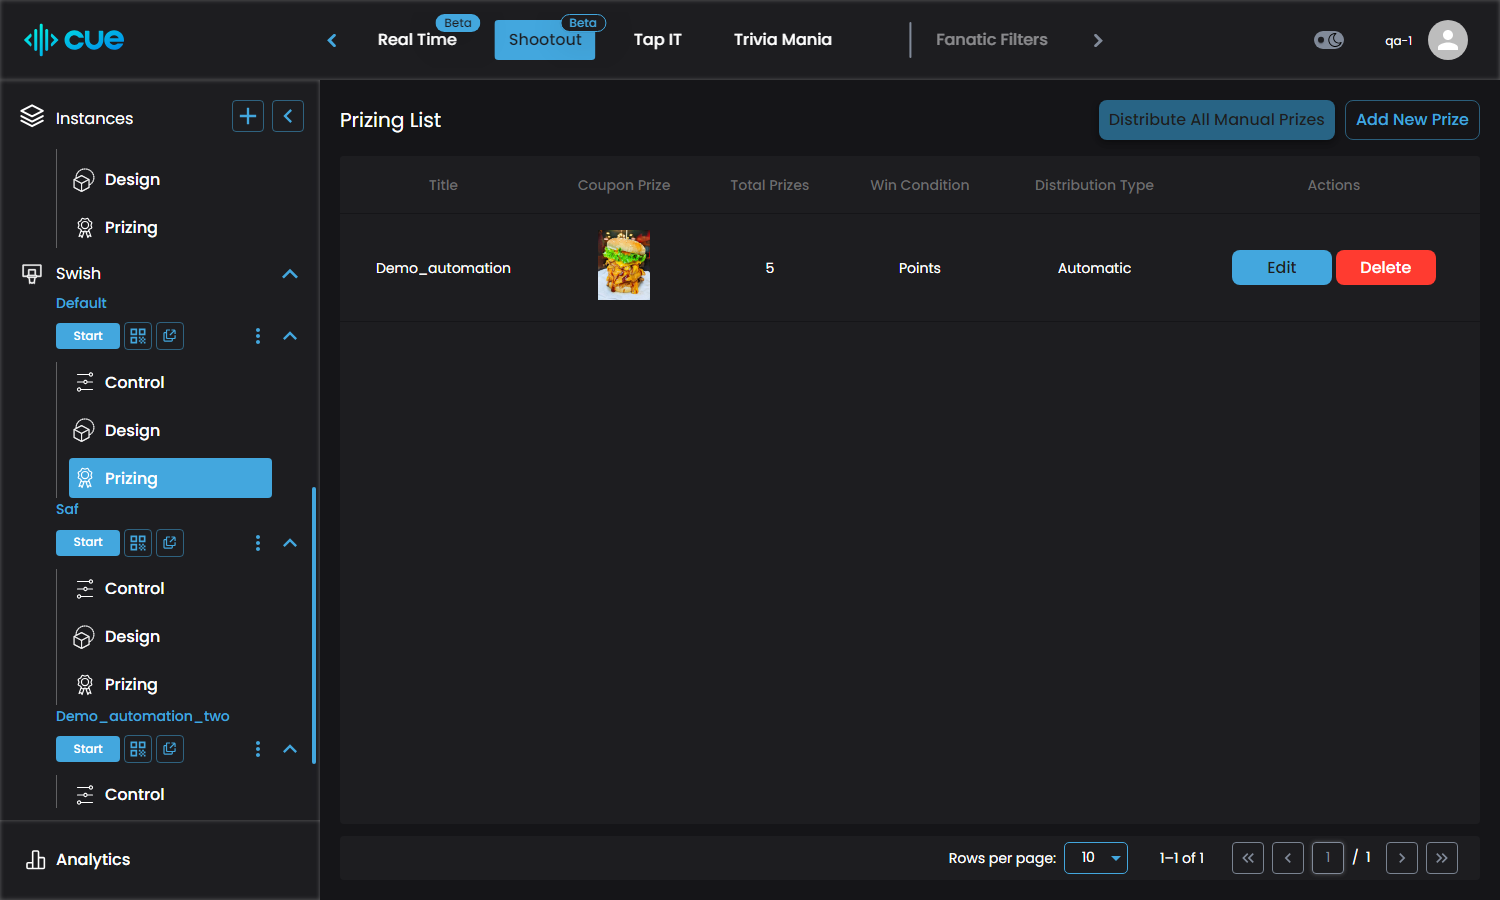 cue
Real Time
Beta
Shootout
Beta
Tap IT
Trivia Mania
Fanatic Filters
qa-1
Instances
Design
Prizing
Swish
Default
Start
Control
Design
Prizing
Saf
Start
Control
Design
Prizing
Demo_automation_two
Start
Control
Analytics
Prizing List
Distribute All Manual Prizes
Add New Prize
Title Coupon Prize Total Prizes Win Condition Distribution Type Actions
Demo_automation 5 Points Automatic Edit Delete
Rows per page: 10 1-1 of 1 1 / 1